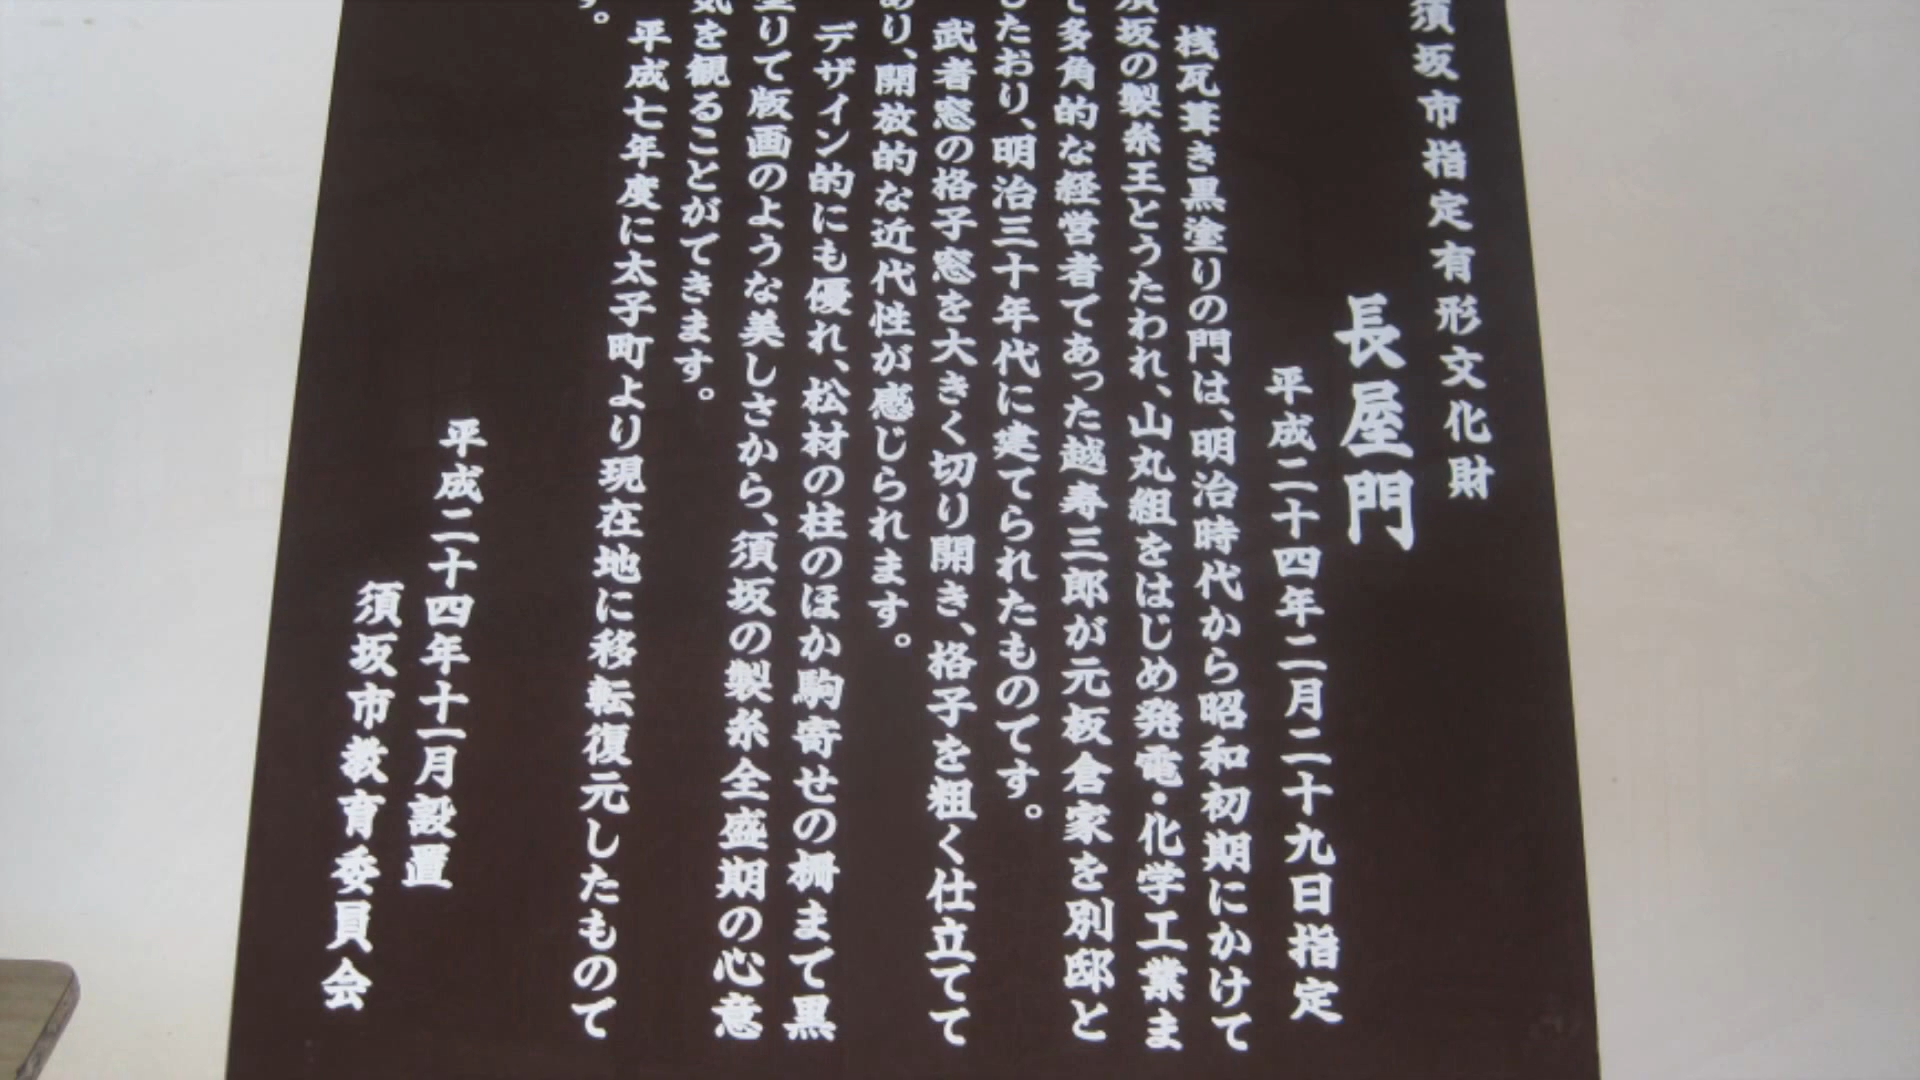 須坂市指定有形文化財
長屋門
平成二十四年二月二十九日指定
桟瓦葺き黒塗りの門は、明治時代から昭和初期にかけて
須坂の製糸王とうたわれ、山丸組をはじめ発電・化学工業ま
で多角的な経営者であった越寿三郎が元板倉家を別邸と
したおり、明治三十年代に建てられたものです。
武者窓の格子窓を大きく切り開き、格子を粗く仕立てて
あり、開放的な近代性が感じられます。
デザイン的にも優れ、松材の柱のほか駒寄せの柵まで黒
塗りで版画のような美しさから、須坂の製糸全盛期の心意
気を観ることができます。
平成七年度に太子町より現在地に移転復元したもので
す。
平成二十四年十一月設置
須坂市教育委員会